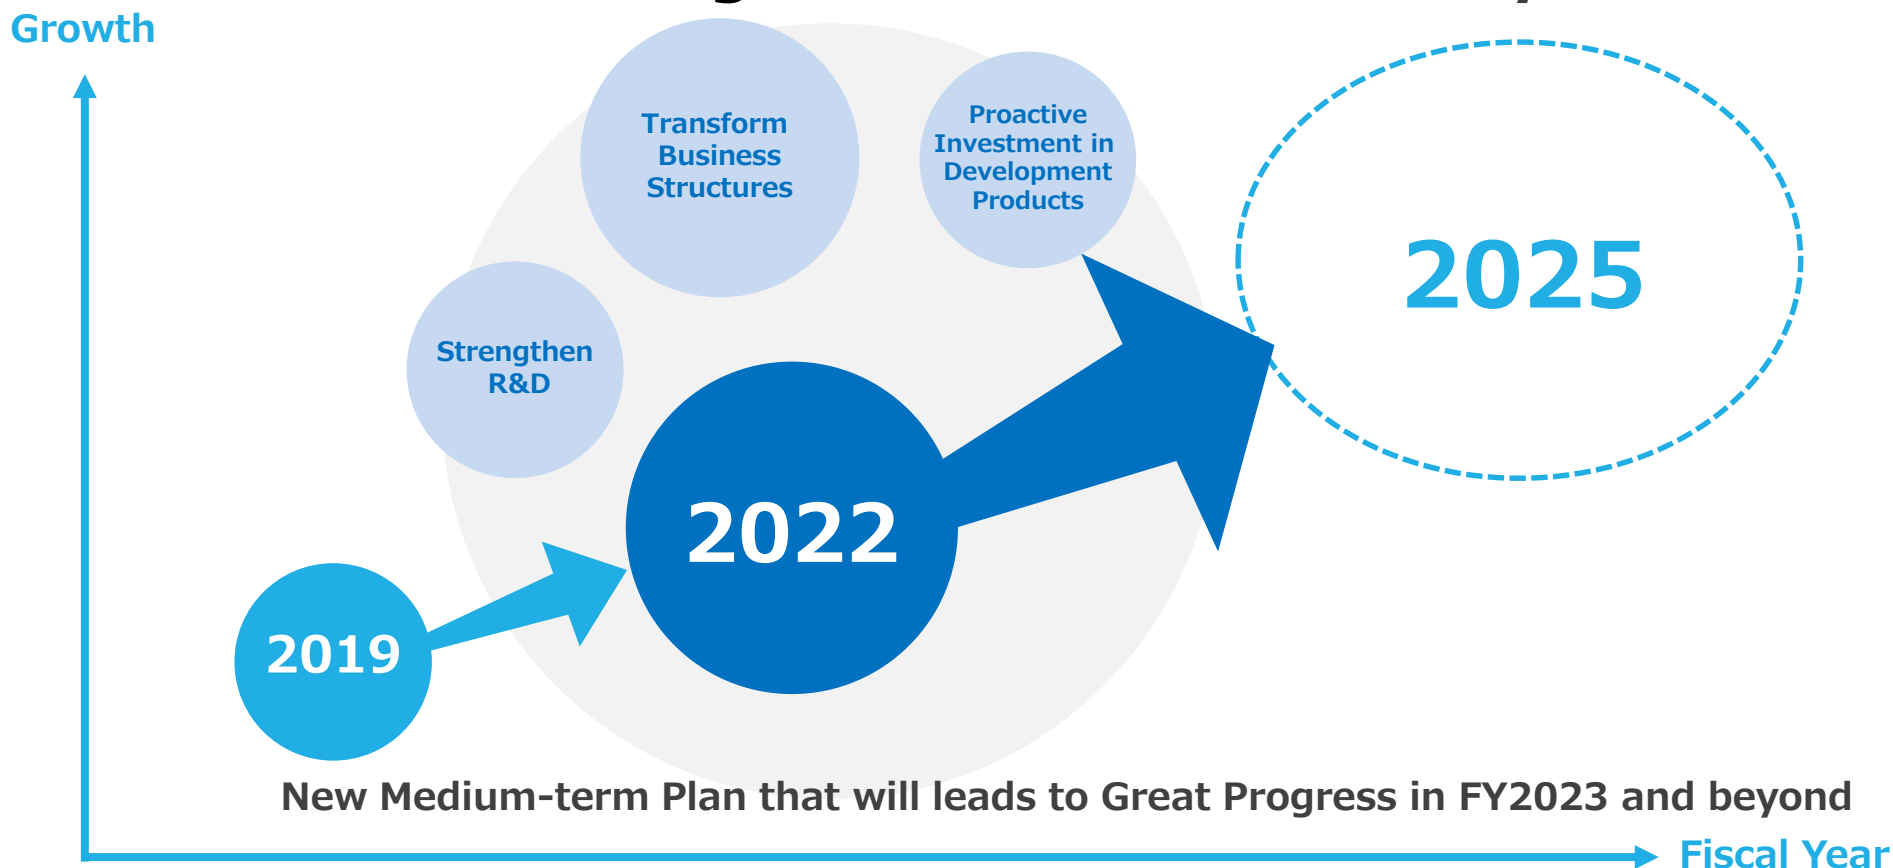 Growth
Transform
Business
Structures
Proactive
Investment in
Development
Products
2025
Strengthen
R&D
2022
2019
New Medium-term Plan that will leads to Great Progress in FY2023 and beyond
Fiscal Year